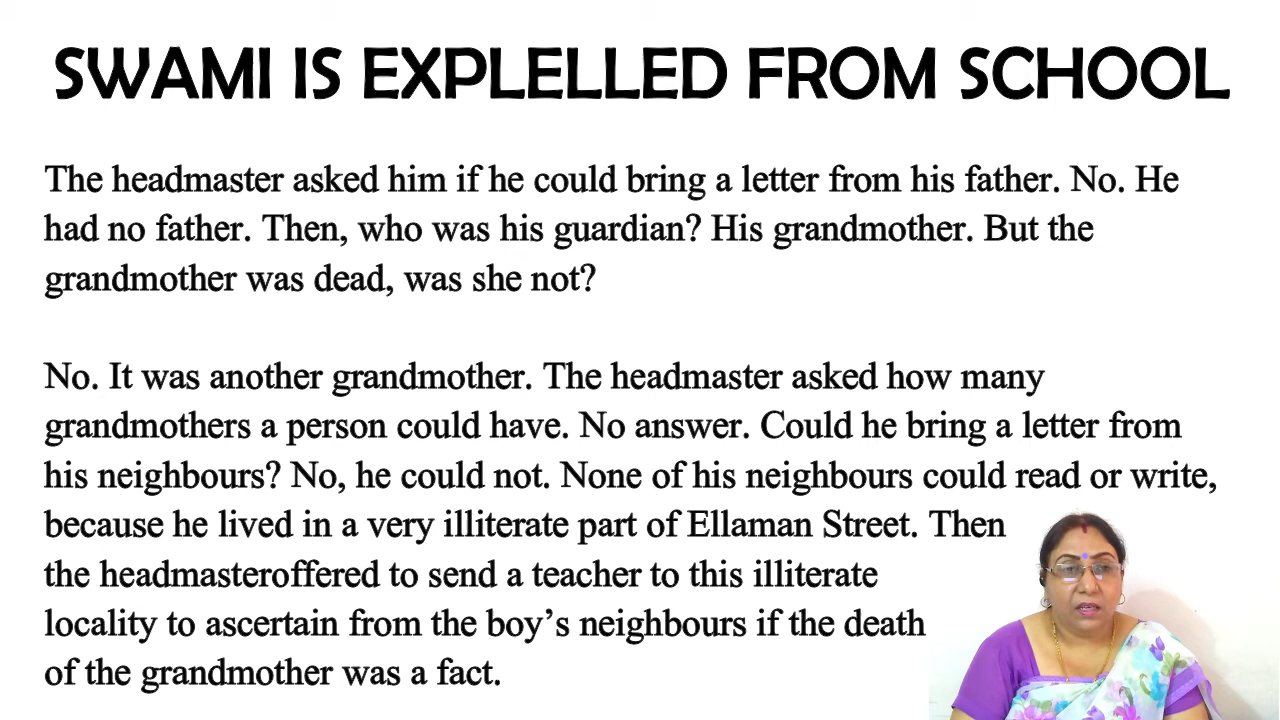 SWAMI IS EXPLELLED FROM SCHOOL
The headmaster asked him if he could bring a letter from his father. No. He
had no father. Then, who was his guardian? His grandmother. But the
grandmother was dead, was she not?
No. It was another grandmother. The headmaster asked how many
grandmothers a person could have. No answer. Could he bring a letter from
his neighbours? No, he could not. None of his neighbours could read or write,
because he lived in a very illiterate part of Ellaman Street. Then
the headmasteroffered to send a teacher to this illiterate
locality to ascertain from the boy’s neighbours if the death
of the grandmother was a fact.